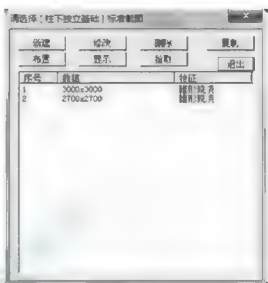 请选择[柱下独立基础]标准截面
新建 修改 删除 复制
布置 显示 拾取 退出
序号 数值 特征
1 3000x3000
2 2700x2700